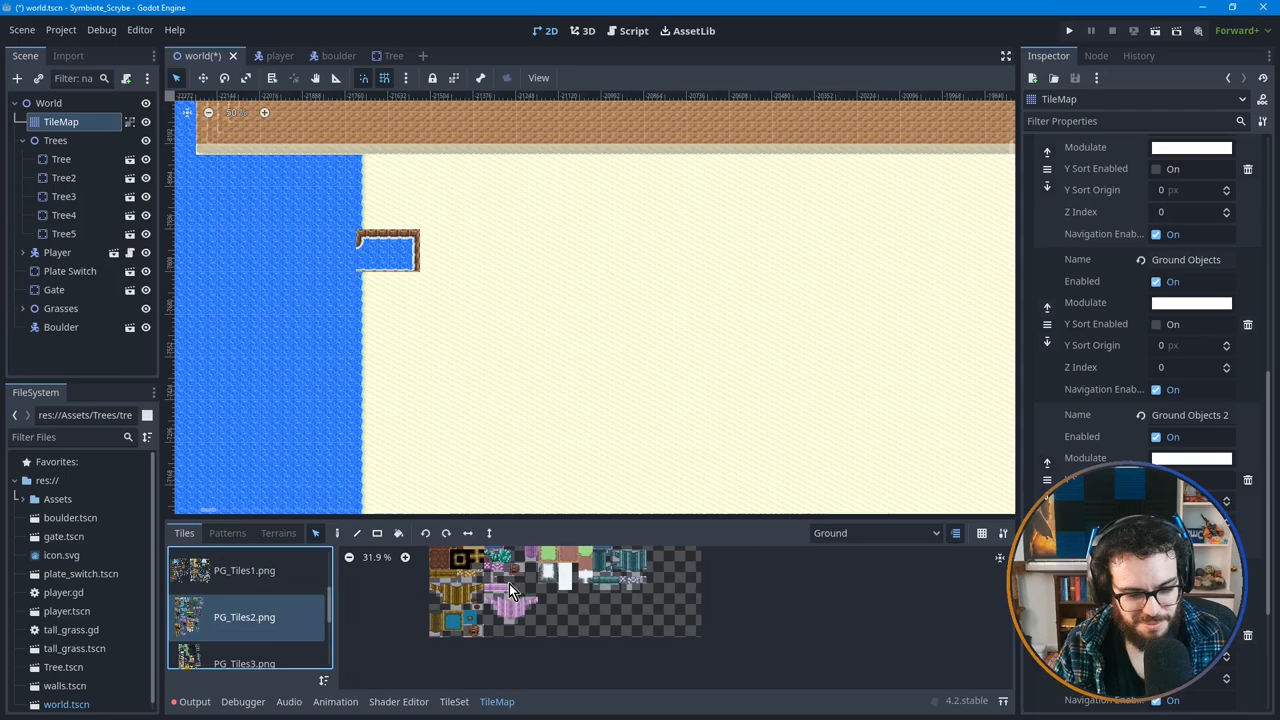 (*) world.tscn - Symbiote_Scrybe - Godot Engine
Scene Project Debug Editor Help
2D 3D Script AssetLib
Forward+
Scene Import
Filter: na
World
TileMap
Trees
Tree
Tree2
Tree3
Tree4
Tree5
Player
Plate Switch
Gate
Grasses
Boulder
FileSystem
res://Assets/Trees/tre
Filter Files
Favorites:
res://
Assets
boulder.tscn
gate.tscn
icon.svg
plate_switch.tscn
player.gd
player.tscn
tall_grass.gd
tall_grass.tscn
Tree.tscn
walls.tscn
world.tscn
world(*) player boulder Tree
View
50 %
Tiles Patterns Terrains
Ground
PG_Tiles1.png
PG_Tiles2.png
PG_Tiles3.png
31.9 %
Output Debugger Audio Animation Shader Editor TileSet TileMap
4.2.stable
Inspector Node History
TileMap
Filter Properties
Modulate
Y Sort Enabled On
Y Sort Origin 0 px
Z Index 0
Navigation Enab... On
Name Ground Objects
Enabled On
Modulate
Y Sort Enabled On
Y Sort Origin 0 px
Z Index 0
Navigation Enab... On
Name Ground Objects 2
Enabled On
Modulate
On